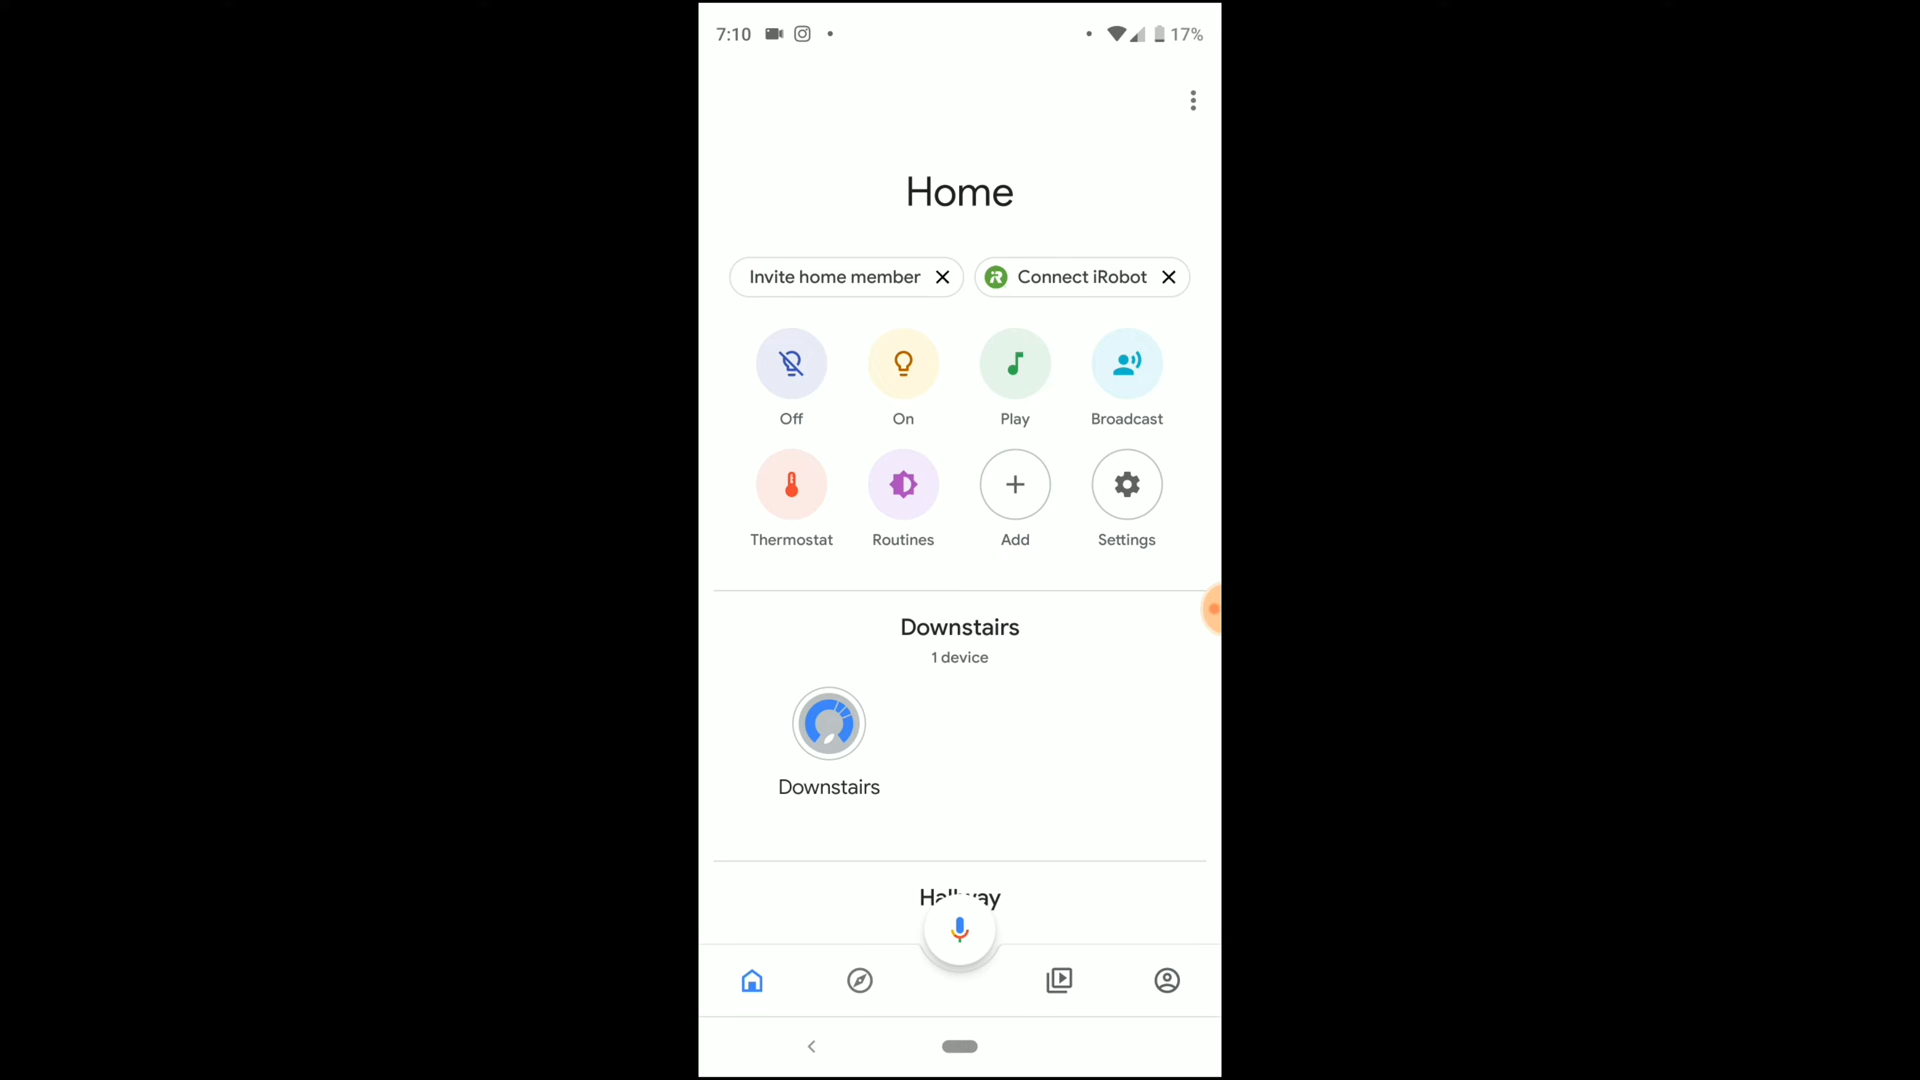 7:10 17%
Home
Invite home member Connect iRobot
Off On Play Broadcast
Thermostat Routines Add Settings
Downstairs
1 device
Downstairs
Hallway